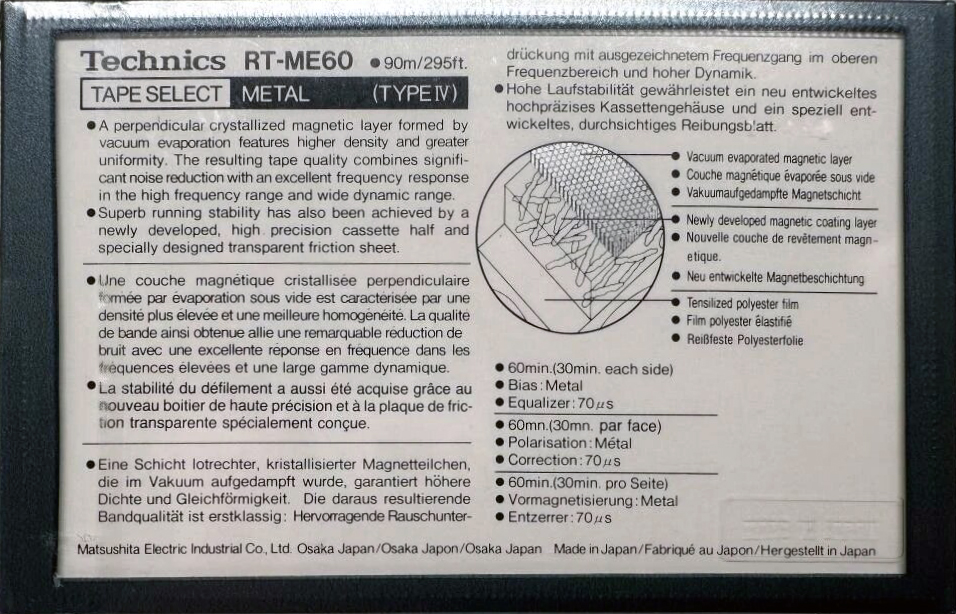 Technics RT-ME60 ●90m/295ft.
TAPE SELECT METAL (TYPE IV)
●A perpendicular crystallized magnetic layer formed by
vacuum evaporation features higher density and greater
uniformity. The resulting tape quality combines signifi-
cant noise reduction with an excellent frequency response
in the high frequency range and wide dynamic range.
●Superb running stability has also been achieved by a
newly developed, high precision cassette half and
specially designed transparent friction sheet.
●Une couche magnétique cristallisée perpendiculaire
formée par évaporation sous vide est caractérisée par une
densité plus élevée et une meilleure homogénéité. La qualité
de bande ainsi obtenue allie une remarquable réduction de
bruit avec une excellente réponse en fréquence dans les
fréquences élevées et une large gamme dynamique.
●La stabilité du défilement a aussi été acquise grâce au
nouveau boitier de haute précision et à la plaque de fric-
tion transparente spécialement conçue.
●Eine Schicht lotrechter, kristallisierter Magnetteilchen,
die im Vakuum aufgedampft wurde, garantiert höhere
Dichte und Gleichförmigkeit. Die daraus resultierende
Bandqualität ist erstklassig: Hervorragende Rauschunter-
drückung mit ausgezeichnetem Frequenzgang im oberen
Frequenzbereich und hoher Dynamik.
●Hohe Laufstabilität gewährleistet ein neu entwickeltes
hochpräzises Kassettengehäuse und ein speziell ent-
wickeltes, durchsichtiges Reibungsblatt.
● Vacuum evaporated magnetic layer
● Couche magnétique évaporée sous vide
● Vakuumaufgedampfte Magnetschicht
● Newly developed magnetic coating layer
● Nouvelle couche de revêtement magn-
etique.
● Neu entwickelte Magnetbeschichtung
● Tensilized polyester film
● Film polyester élastifié
● Reißfeste Polyesterfolie
●60min.(30min. each side)
●Bias:Metal
●Equalizer:70μs
●60mn.(30mn. par face)
●Polarisation:Métal
●Correction:70μs
●60min.(30min. pro Seite)
●Vormagnetisierung:Metal
●Entzerrer:70μs
Matsushita Electric Industrial Co., Ltd. Osaka Japan/Osaka Japon/Osaka Japan Made in Japan/Fabriqué au Japon/Hergestellt in Japan